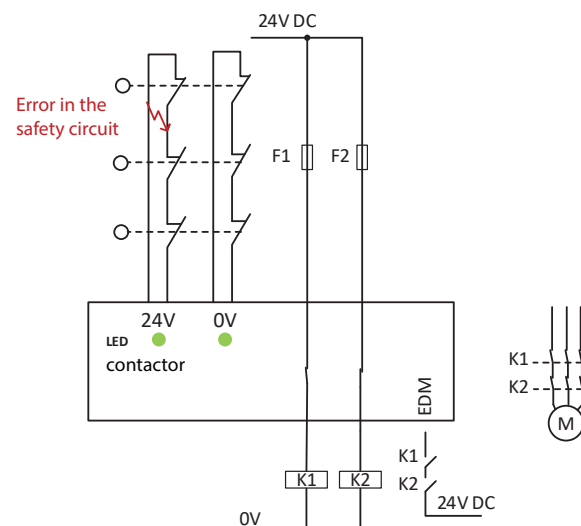 24V DC
Error in the
safety circuit
F1
F2
24V
0V
LED
contactor
EDM
K1
K2
M
K1
K2
K1
K2
24V DC
0V